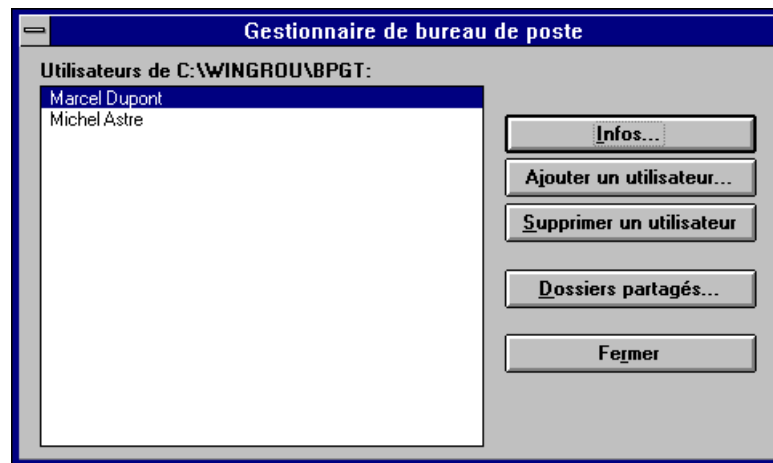 Gestionnaire de bureau de poste
Utilisateurs de C:\WINGROU\BPGT:
Marcel Dupont
Michel Astre
Infos...
Ajouter un utilisateur...
Supprimer un utilisateur
Dossiers partagés...
Fermer